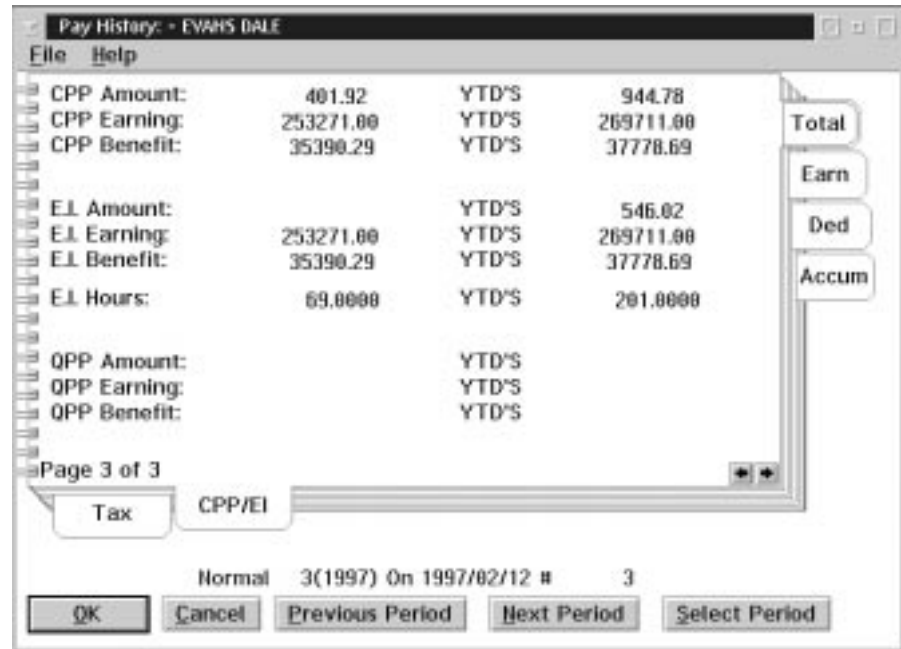 Pay History: - EVANS DALE
File Help
CPP Amount: 401.92 YTD'S 944.78
CPP Earning: 253271.00 YTD'S 269711.00
CPP Benefit: 35390.29 YTD'S 37778.69
E.I. Amount: YTD'S 546.02
E.I. Earning: 253271.00 YTD'S 269711.00
E.I. Benefit: 35390.29 YTD'S 37778.69
E.I. Hours: 69.0000 YTD'S 201.0000
QPP Amount: YTD'S
QPP Earning: YTD'S
QPP Benefit: YTD'S
Page 3 of 3
Total
Earn
Ded
Accum
Tax CPP/EI
Normal 3(1997) On 1997/02/12 # 3
OK Cancel Previous Period Next Period Select Period